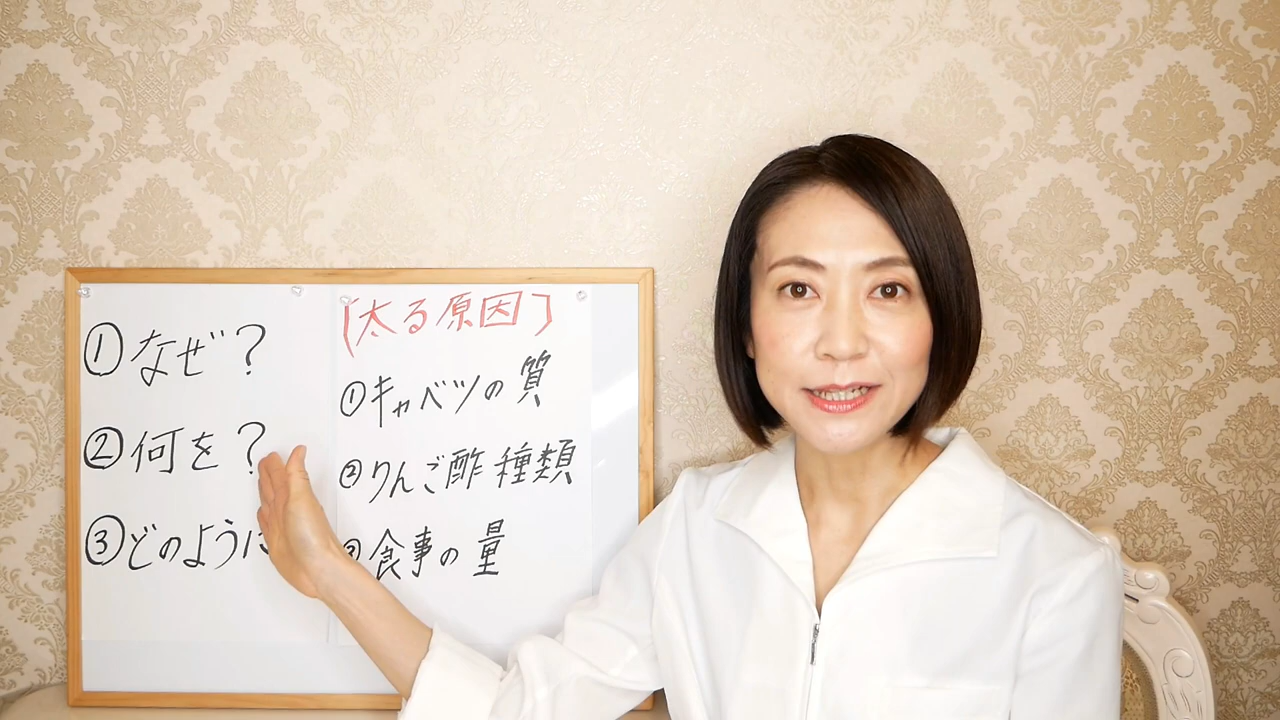 ①なぜ?
②何を?
③どのように
[太る原因]
①キャベツの質
②りんご酢種類
③食事の量